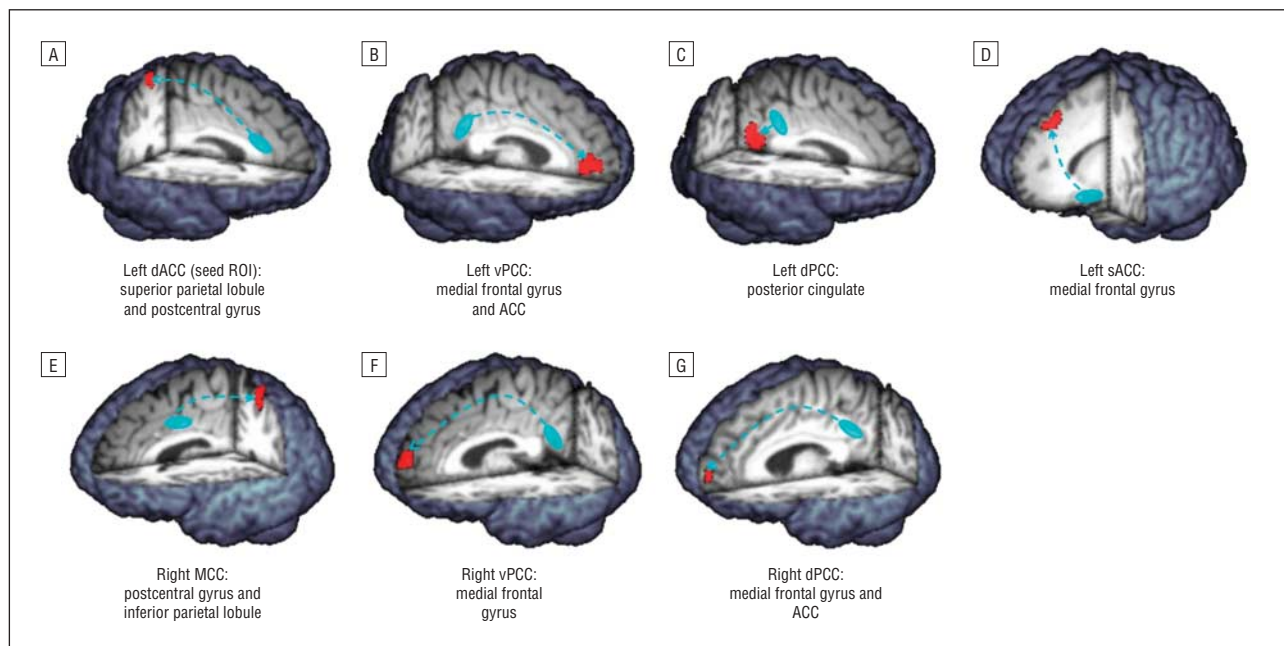 A
B
C
D
Left dACC (seed ROI):
superior parietal lobule
and postcentral gyrus
Left vPCC:
medial frontal gyrus
and ACC
Left dPCC:
posterior cingulate
Left sACC:
medial frontal gyrus
E
F
G
Right MCC:
postcentral gyrus and
inferior parietal lobule
Right vPCC:
medial frontal
gyrus
Right dPCC:
medial frontal gyrus and
ACC